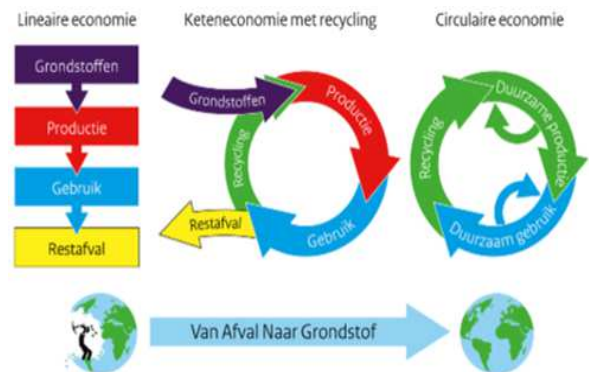 Lineaire economie
Grondstoffen
Productie
Gebruik
Restafval
Keteneconomie met recycling
Grondstoffen
Productie
Gebruik
Recycling
Restafval
Circulaire economie
Duurzame productie
Duurzaam gebruik
Recycling
Van Afval Naar Grondstof